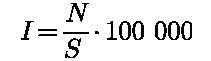 I = N/S · 100 000